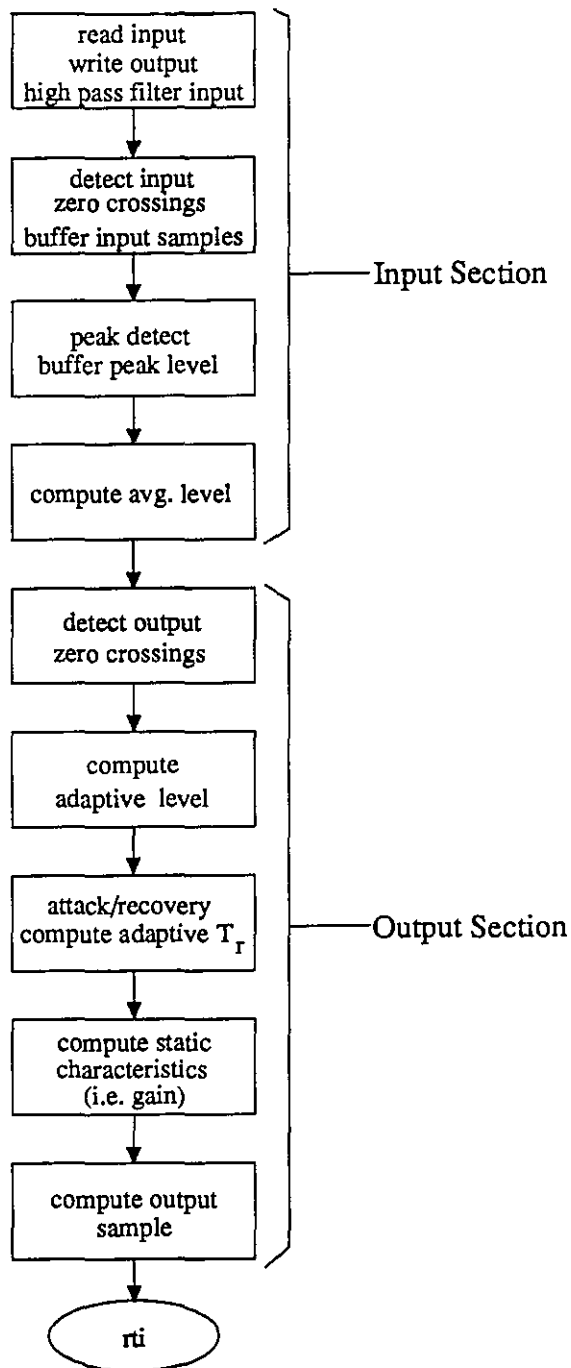 read input
write output
high pass filter input
detect input
zero crossings
buffer input samples
Input Section
peak detect
buffer peak level
compute avg. level
detect output
zero crossings
compute
adaptive level
attack/recovery
compute adaptive Tr
Output Section
compute static
characteristics
(i.e. gain)
compute output
sample
rti